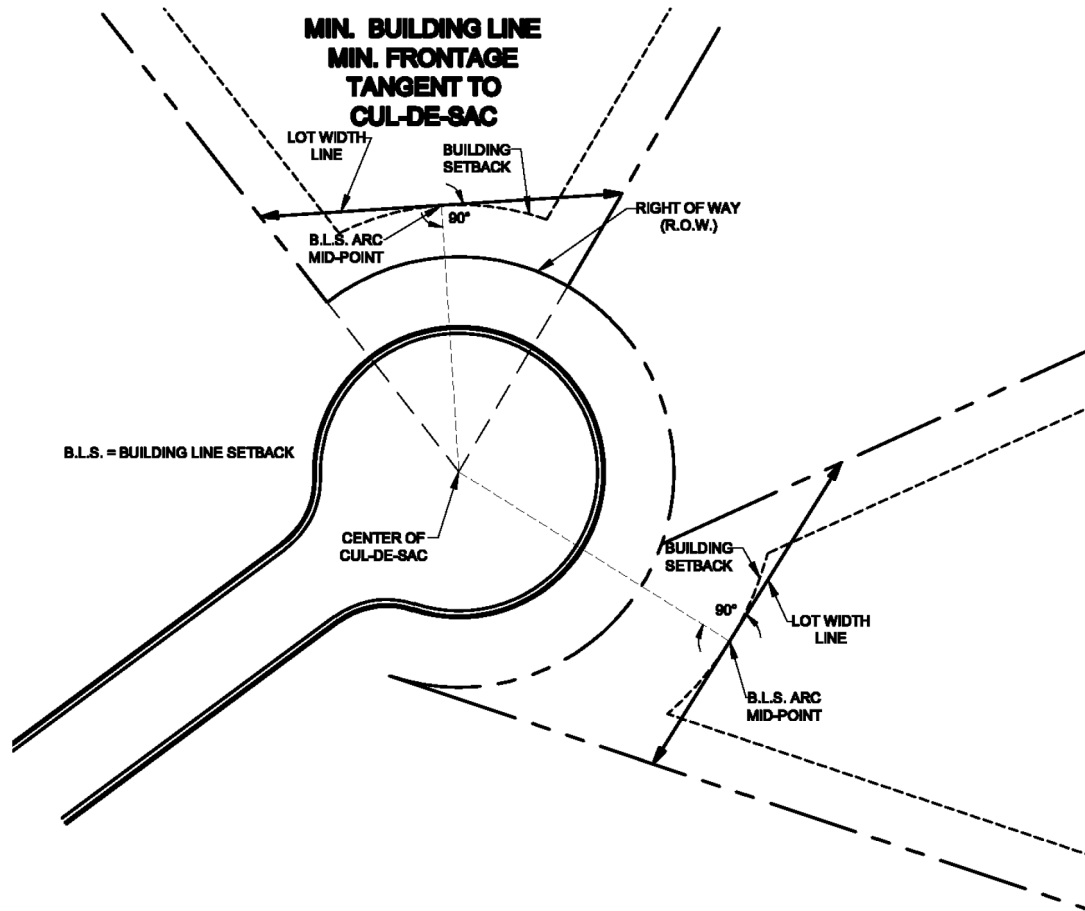 MIN. BUILDING LINE
MIN. FRONTAGE
TANGENT TO
CUL-DE-SAC
LOT WIDTH
LINE
BUILDING
SETBACK
RIGHT OF WAY
(R.O.W.)
90°
B.L.S. ARC
MID-POINT
B.L.S. = BUILDING LINE SETBACK
CENTER OF
CUL-DE-SAC
BUILDING
SETBACK
90°
LOT WIDTH
LINE
B.L.S. ARC
MID-POINT